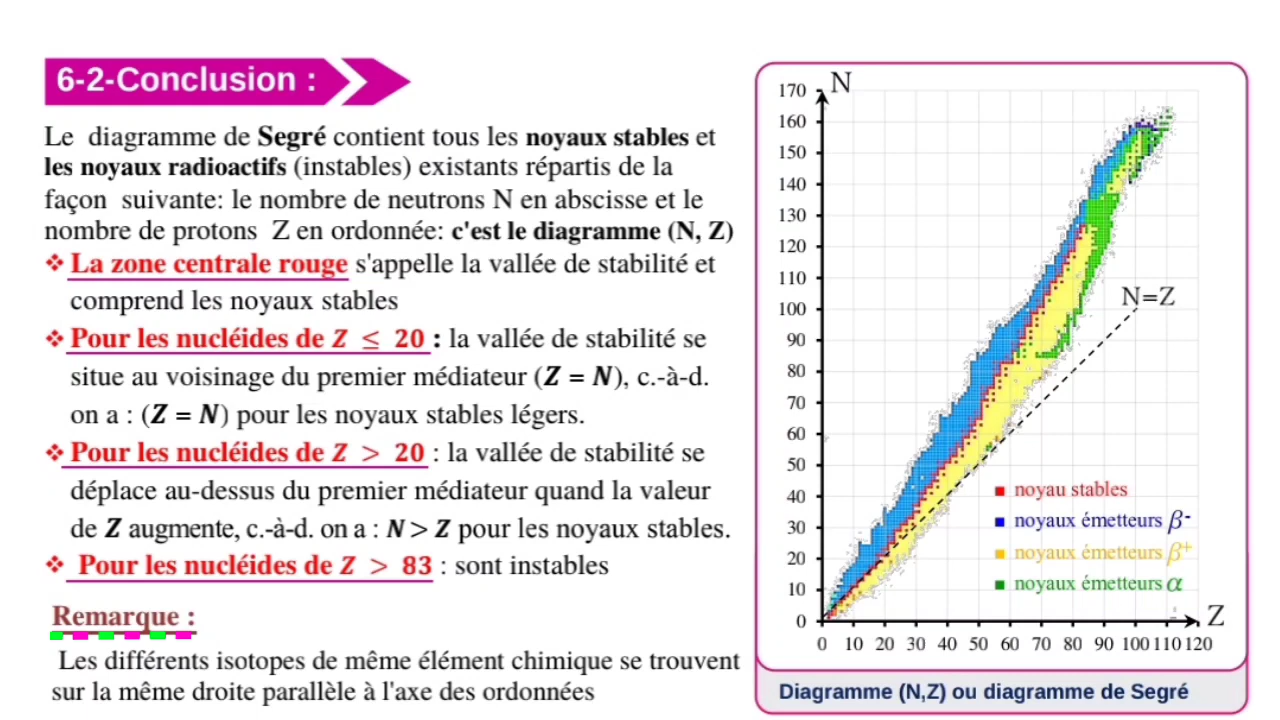 6-2-Conclusion :
Le diagramme de Segré contient tous les noyaux stables et
les noyaux radioactifs (instables) existants répartis de la
façon suivante: le nombre de neutrons N en abscisse et le
nombre de protons Z en ordonnée: c'est le diagramme (N, Z)
❖ La zone centrale rouge s'appelle la vallée de stabilité et
comprend les noyaux stables
❖ Pour les nucléides de Z ≤ 20 : la vallée de stabilité se
situe au voisinage du premier médiateur (Z = N), c.-à-d.
on a : (Z = N) pour les noyaux stables légers.
❖ Pour les nucléides de Z > 20 : la vallée de stabilité se
déplace au-dessus du premier médiateur quand la valeur
de Z augmente, c.-à-d. on a : N > Z pour les noyaux stables.
❖ Pour les nucléides de Z > 83 : sont instables
Remarque :
Les différents isotopes de même élément chimique se trouvent
sur la même droite parallèle à l'axe des ordonnées
N
170
160
150
140
130
120
110
100
90
80
70
60
50
40
30
20
10
0
N=Z
noyau stables
noyaux émetteurs β-
noyaux émetteurs β+
noyaux émetteurs α
Z
0 10 20 30 40 50 60 70 80 90 100 110 120
Diagramme (N,Z) ou diagramme de Segré